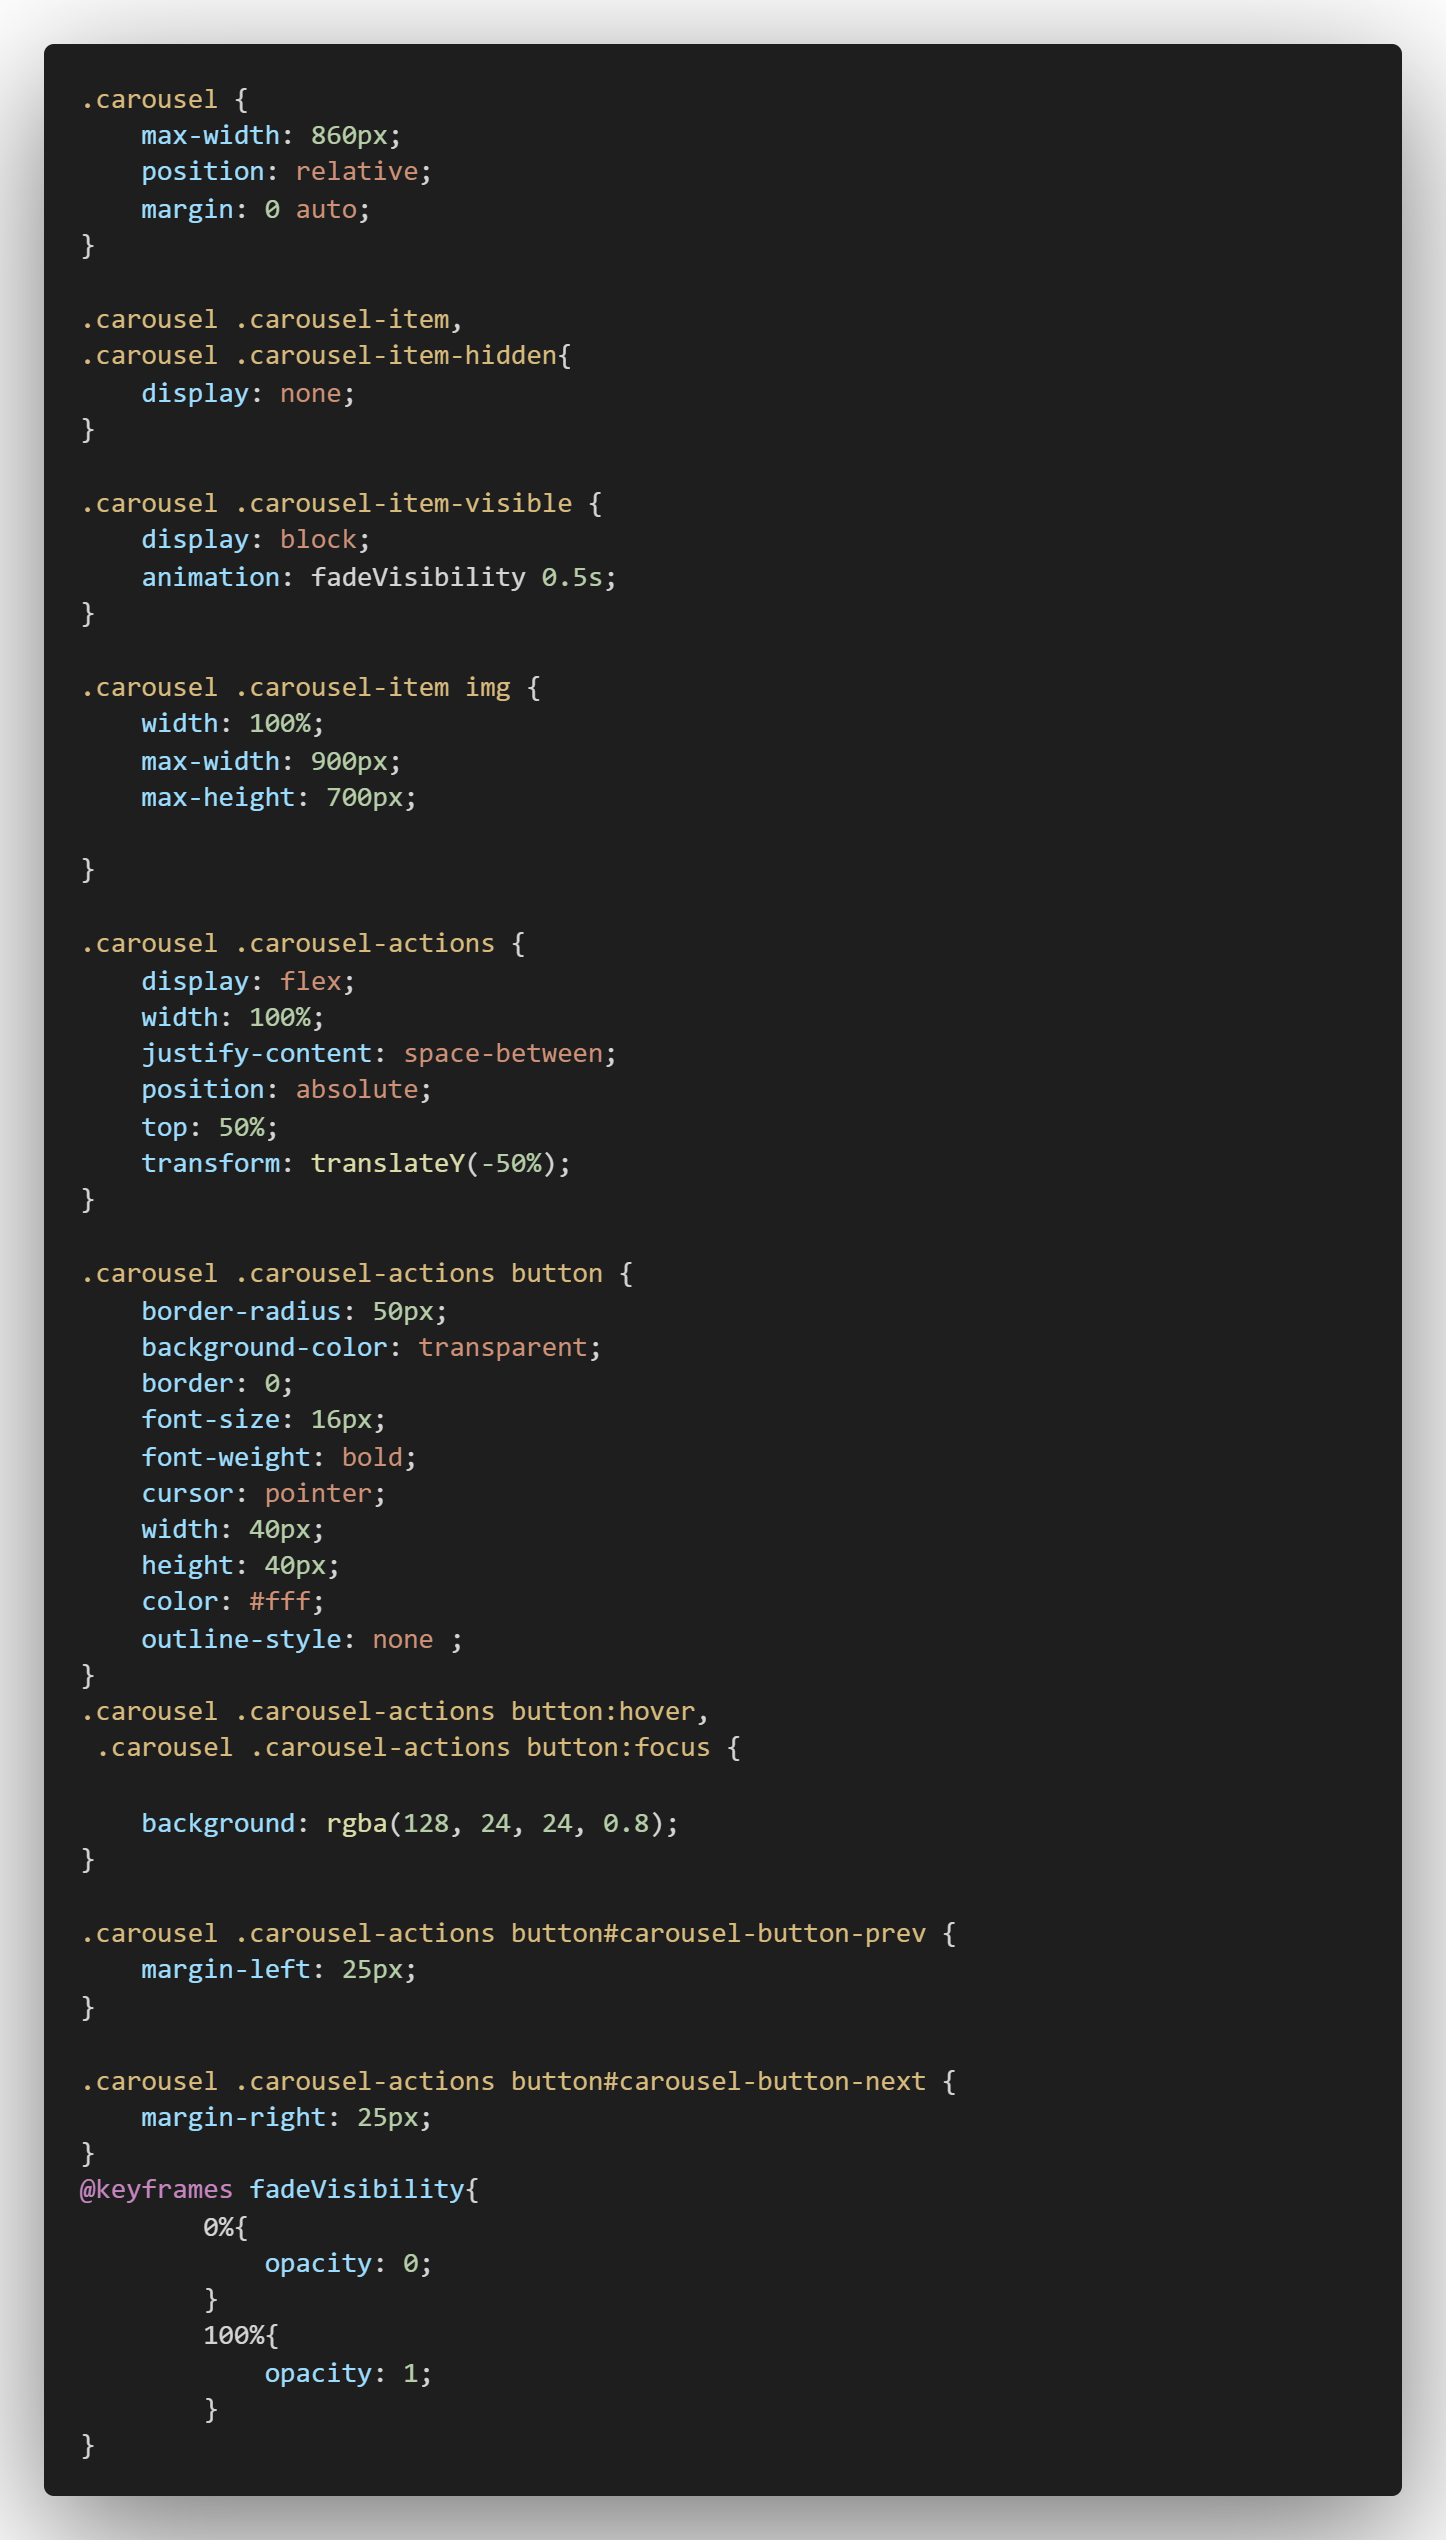 .carousel {
    max-width: 860px;
    position: relative;
    margin: 0 auto;
}

.carousel .carousel-item,
.carousel .carousel-item-hidden{
    display: none;
}

.carousel .carousel-item-visible {
    display: block;
    animation: fadeVisibility 0.5s;
}

.carousel .carousel-item img {
    width: 100%;
    max-width: 900px;
    max-height: 700px;

}

.carousel .carousel-actions {
    display: flex;
    width: 100%;
    justify-content: space-between;
    position: absolute;
    top: 50%;
    transform: translateY(-50%);
}

.carousel .carousel-actions button {
    border-radius: 50px;
    background-color: transparent;
    border: 0;
    font-size: 16px;
    font-weight: bold;
    cursor: pointer;
    width: 40px;
    height: 40px;
    color: #fff;
    outline-style: none ;
}
.carousel .carousel-actions button:hover,
 .carousel .carousel-actions button:focus {

    background: rgba(128, 24, 24, 0.8);
}

.carousel .carousel-actions button#carousel-button-prev {
    margin-left: 25px;
}

.carousel .carousel-actions button#carousel-button-next {
    margin-right: 25px;
}
@keyframes fadeVisibility{
        0%{
            opacity: 0;
        }
        100%{
            opacity: 1;
        }
}